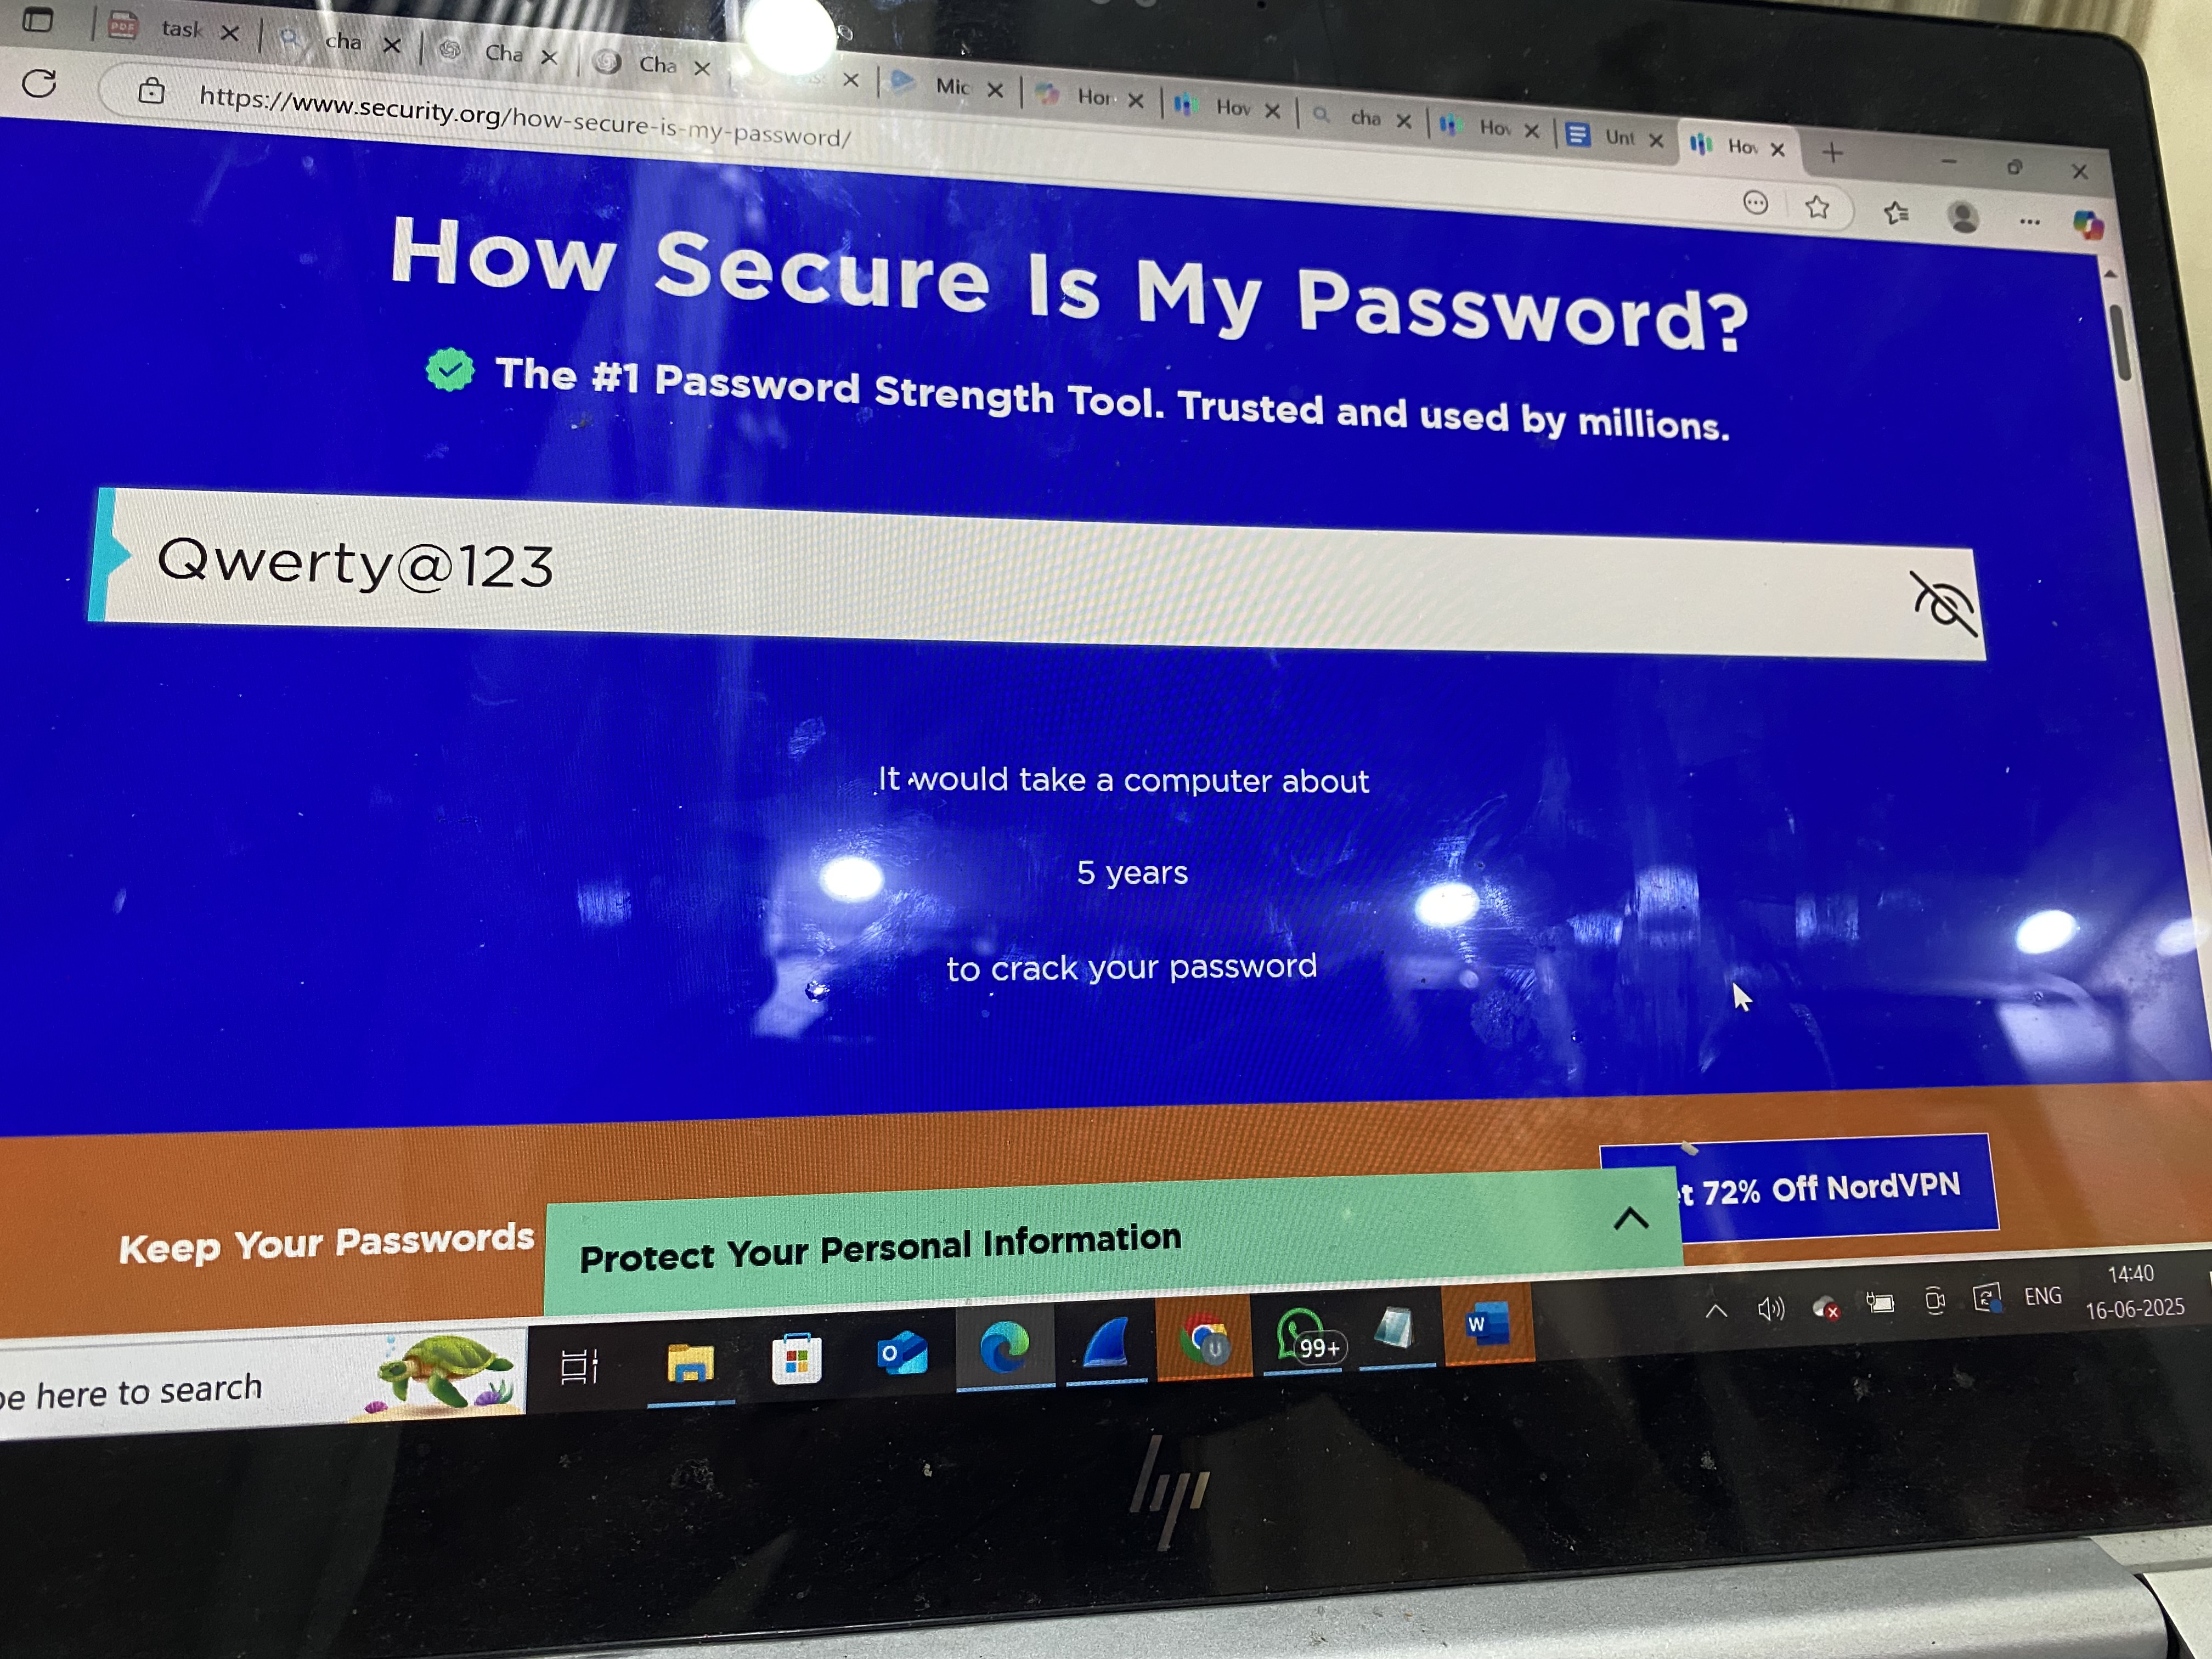 task
cha
Cha
Cha
Mic
Hor
Hov
cha
Hov
Unt
Hov
https://www.security.org/how-secure-is-my-password/
How Secure Is My Password?
The #1 Password Strength Tool. Trusted and used by millions.
Qwerty@123
It would take a computer about
5 years
to crack your password
t 72% Off NordVPN
Keep Your Passwords
Protect Your Personal Information
14:40
ENG
16-06-2025
99+
U
W
O
PDF
be here to search
hp